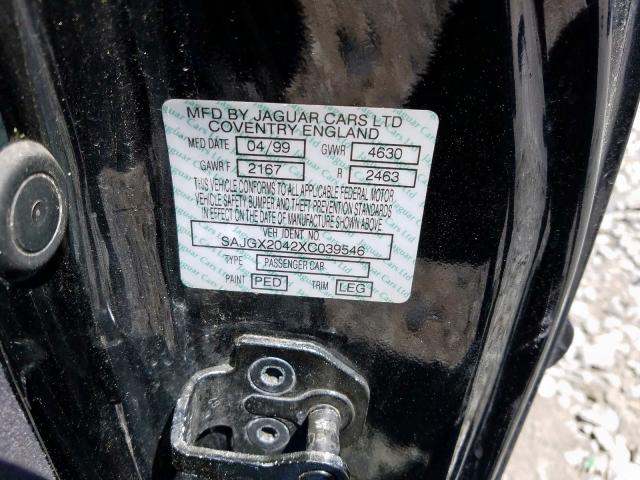 MFD BY JAGUAR CARS LTD
COVENTRY ENGLAND
MFD DATE 04/99 GVWR 4630
GAWR F 2167 R 2463
THIS VEHICLE CONFORMS TO ALL APPLICABLE FEDERAL MOTOR
VEHICLE SAFETY BUMPER AND THEFT PREVENTION STANDARDS
IN EFFECT ON THE DATE OF MANUFACTURE SHOWN ABOVE
VEH IDENT. NO.
SAJGX2042XC039546
TYPE PASSENGER CAR
PAINT PED TRIM LEG